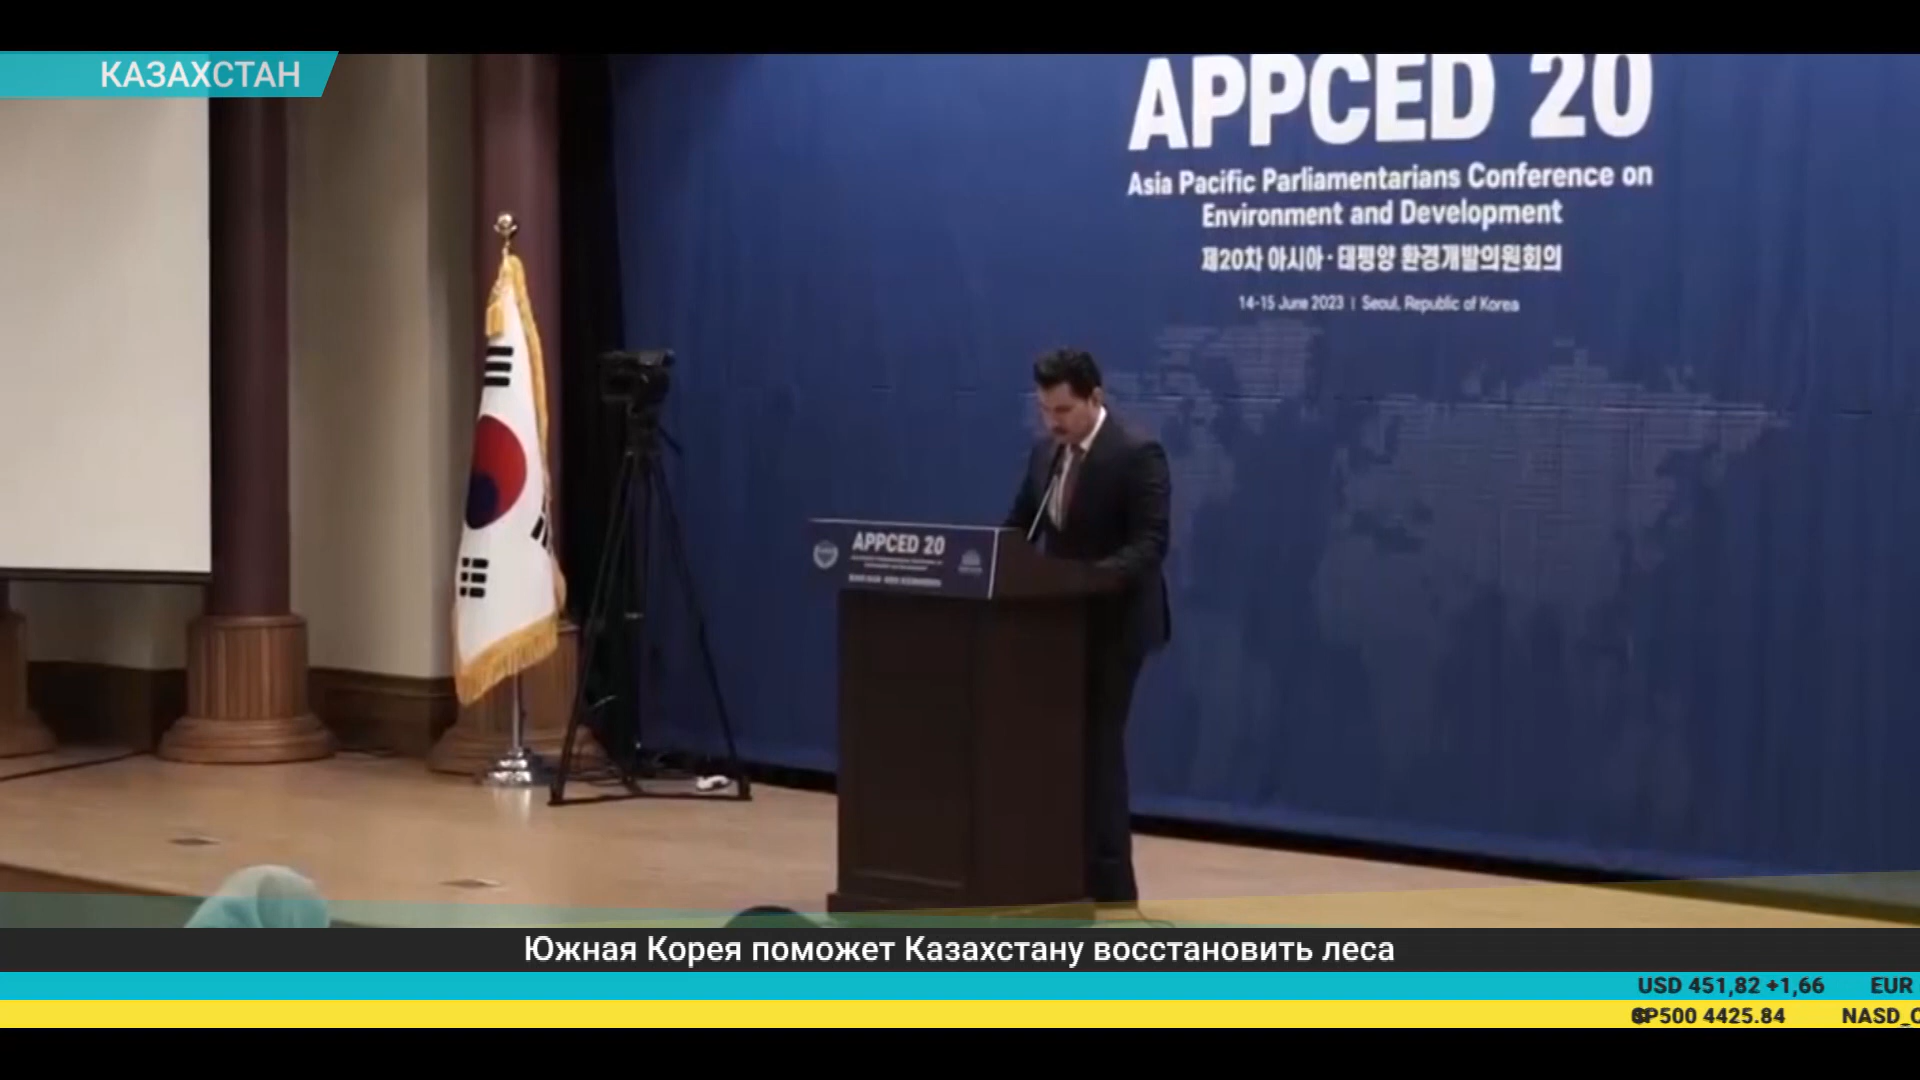 КАЗАХСТАН
APPCED 20
Asia Pacific Parliamentarians Conference on
Environment and Development
제20차 아시아·태평양 환경개발의원회의
14-15 June 2023 | Seoul, Republic of Korea
APPCED 20
Южная Корея поможет Казахстану восстановить леса
USD 451,82 +1,66 EUR
SP500 4425.84